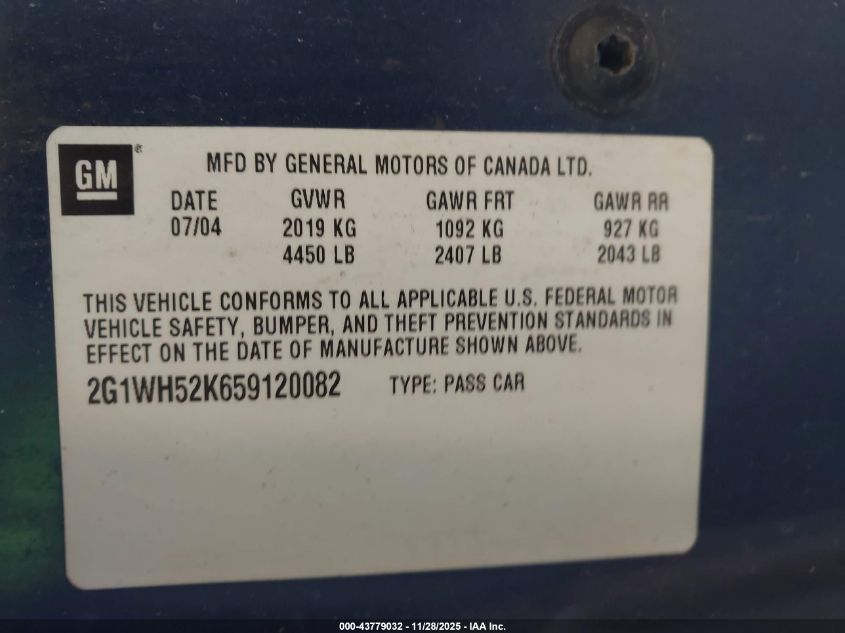 GM
MFD BY GENERAL MOTORS OF CANADA LTD.
DATE GVWR GAWR FRT GAWR RR
07/04 2019 KG 1092 KG 927 KG
4450 LB 2407 LB 2043 LB
THIS VEHICLE CONFORMS TO ALL APPLICABLE U.S. FEDERAL MOTOR
VEHICLE SAFETY, BUMPER, AND THEFT PREVENTION STANDARDS IN
EFFECT ON THE DATE OF MANUFACTURE SHOWN ABOVE.
2G1WH52K659120082 TYPE: PASS CAR
000-43779032 - 11/28/2025 - IAA Inc.